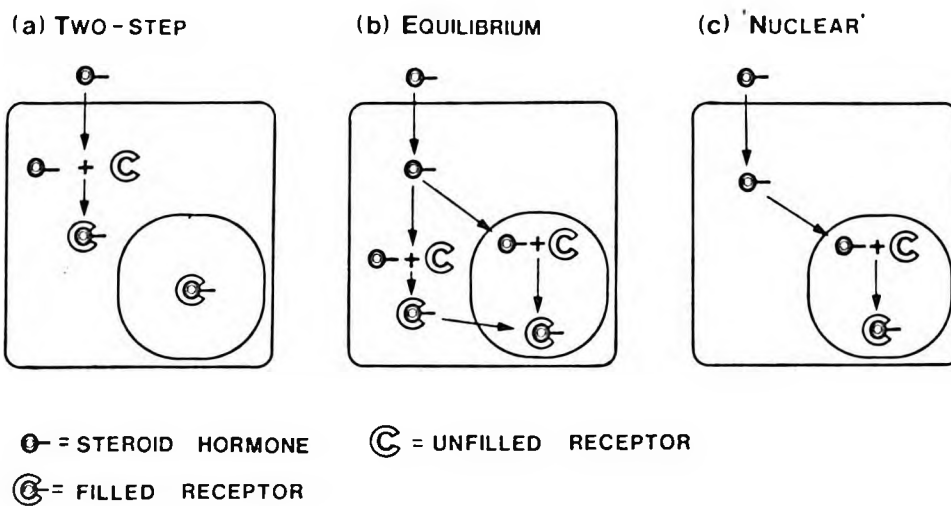 (a) TWO-STEP (b) EQUILIBRIUM (c) 'NUCLEAR'
+
+
+
+
= STEROID HORMONE = UNFILLED RECEPTOR
= FILLED RECEPTOR